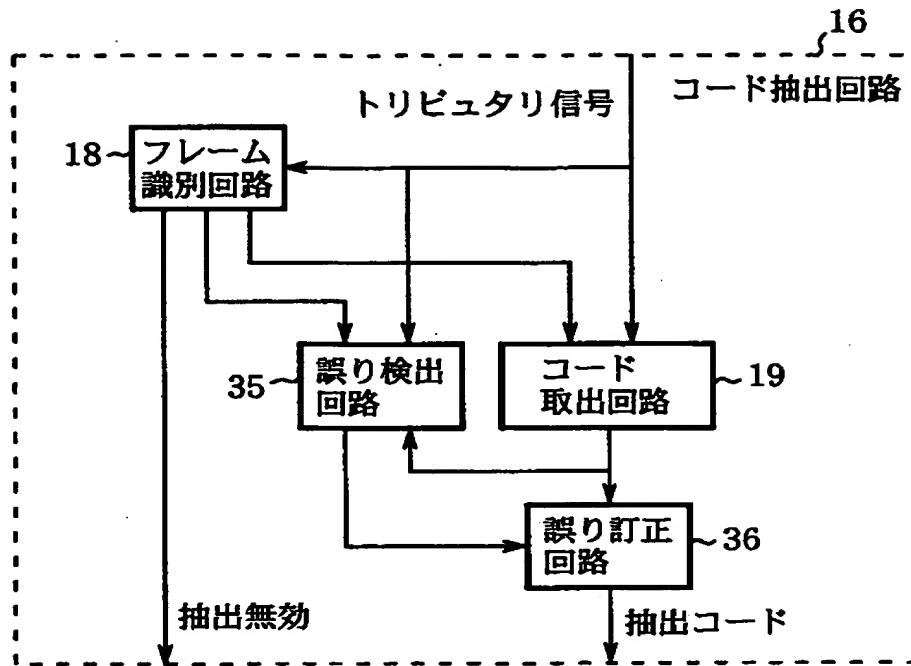 16
コード抽出回路
トリビュタリ信号
18
フレーム
識別回路
35
誤り検出
回路
コード
取出回路
19
誤り訂正
回路
36
抽出無効
抽出コード